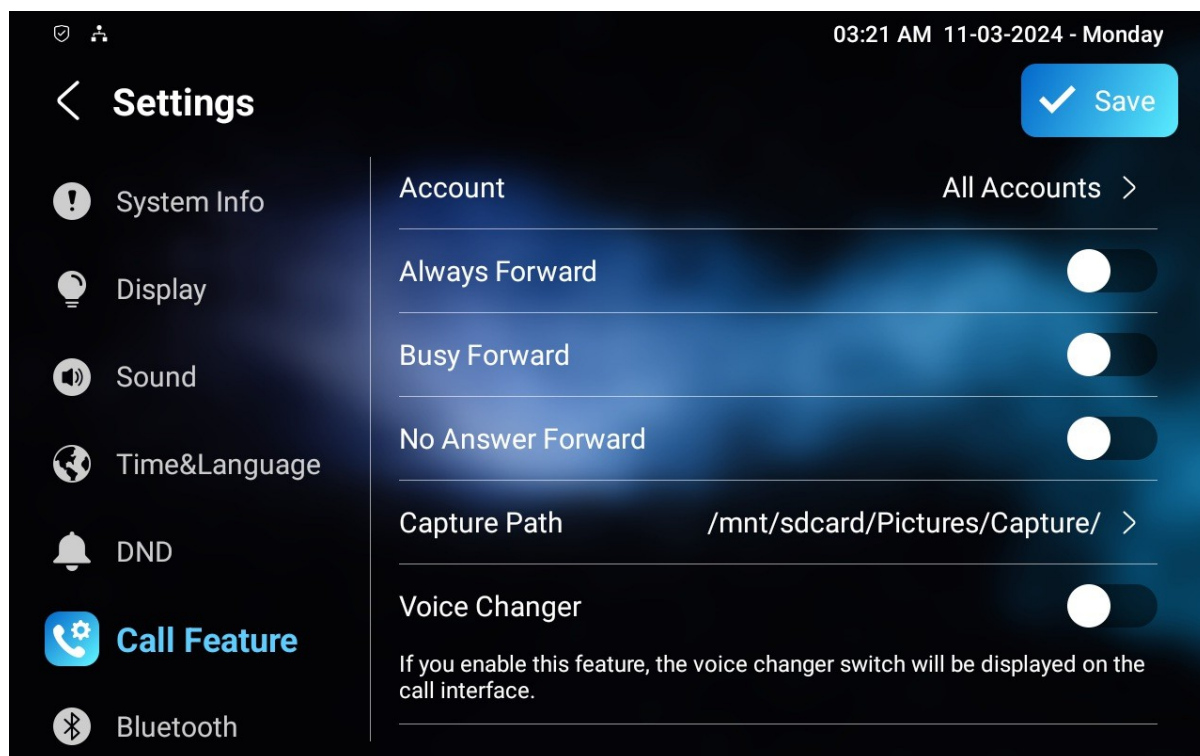 03:21 AM 11-03-2024 - Monday
Settings
Save
System Info
Display
Sound
Time&Language
DND
Call Feature
Bluetooth
Account
All Accounts
Always Forward
Busy Forward
No Answer Forward
Capture Path
/mnt/sdcard/Pictures/Capture/
Voice Changer
If you enable this feature, the voice changer switch will be displayed on the
call interface.